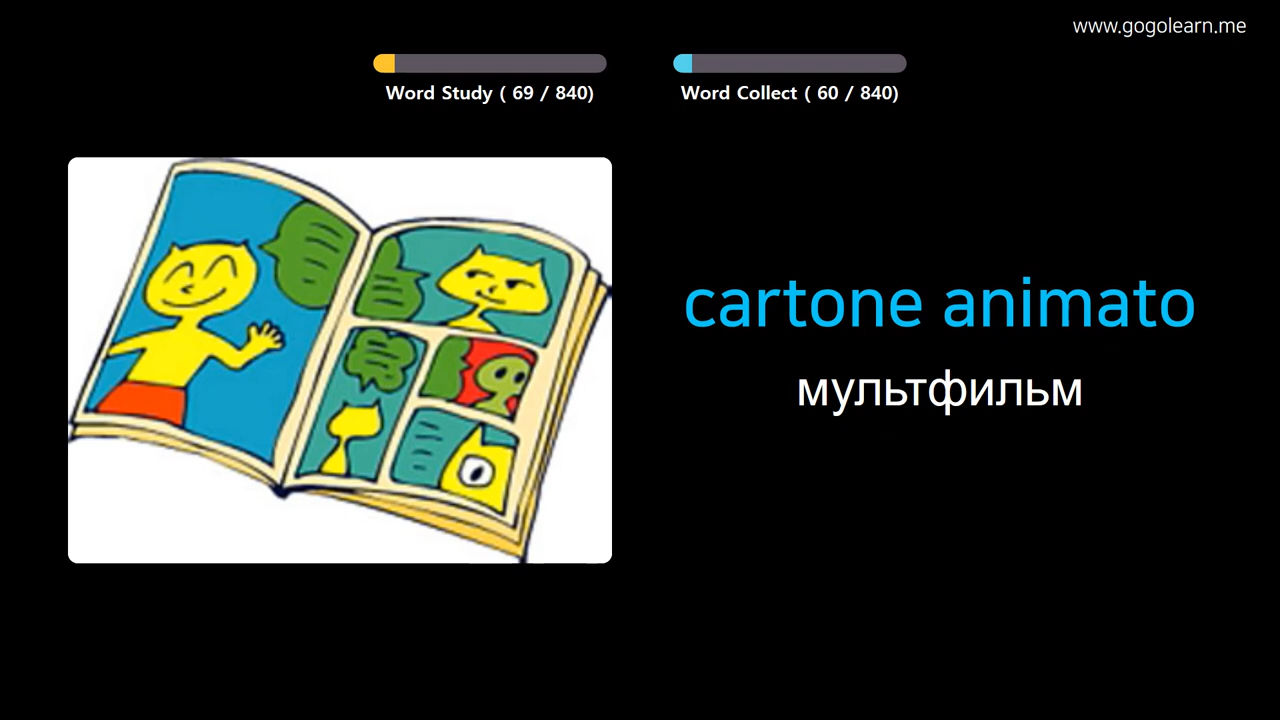 www.gogolearn.me
Word Study ( 69 / 840)
Word Collect ( 60 / 840)
cartone animato
мультфильм